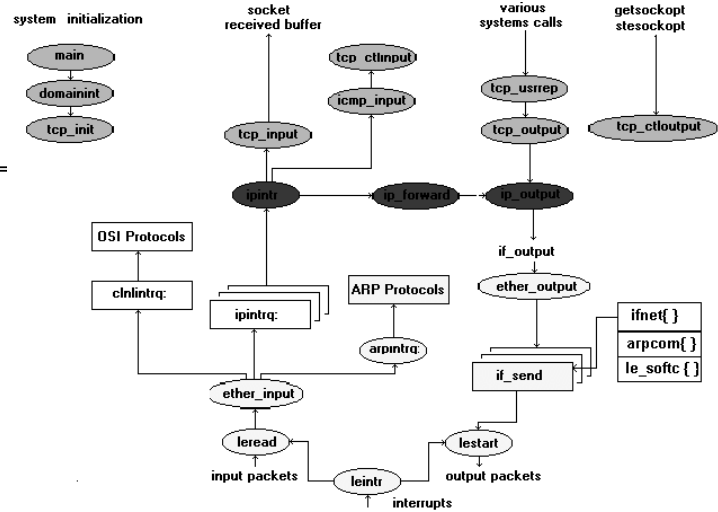 system initialization
socket
received buffer
various
systems calls
getsockopt
stesockopt
main
tcp_ctlinput
domainint
tcp_usrrep
icmp_input
tcp_init
tcp_input
tcp_output
tcp_ctloutput
=
ipintr
ip_forward
ip_output
OSI Protocols
if_output
clnlintrq:
ARP Protocols
ether_output
ipintrq:
ifnet{ }
arpintrq:
arpcom{ }
if_send
le_softc { }
ether_input
leread
lestart
input packets
leintr
output packets
interrupts